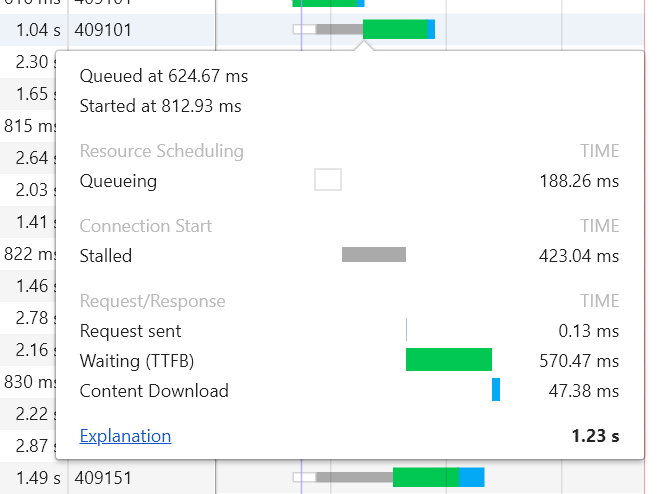 1.04 s 409101
2.30
Queued at 624.67 ms
1.65
Started at 812.93 ms
815 ms
Resource Scheduling TIME
2.64
Queueing 188.26 ms
2.03
1.41
Connection Start TIME
822 ms
Stalled 423.04 ms
1.46
Request/Response TIME
2.78
Request sent 0.13 ms
2.16
Waiting (TTFB) 570.47 ms
830 ms
Content Download 47.38 ms
2.22
Explanation 1.23 s
2.87
1.49 s 409151